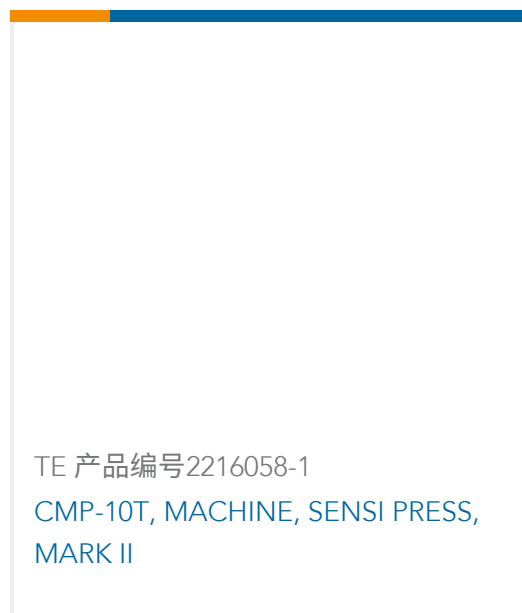 TE 产品编号2216058-1
CMP-10T, MACHINE, SENSI PRESS,
MARK II